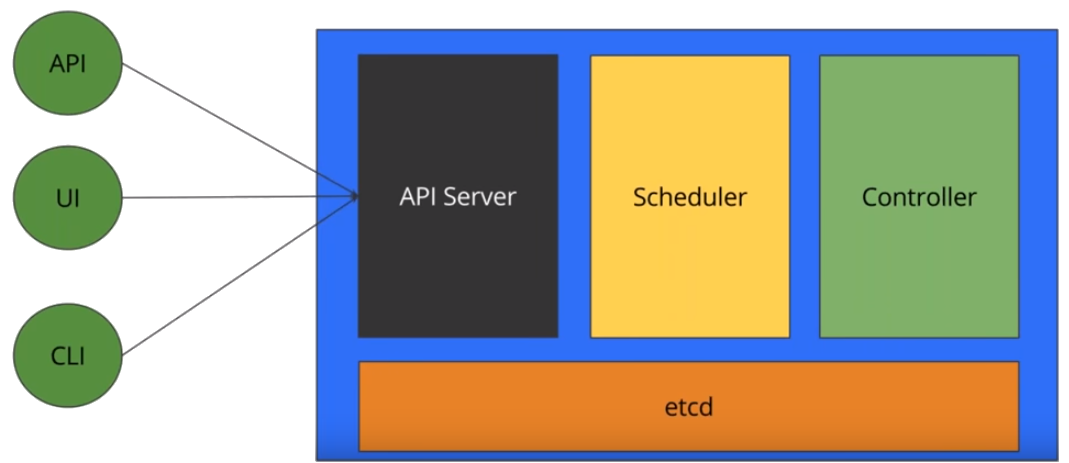 API
UI
CLI
API Server
Scheduler
Controller
etcd